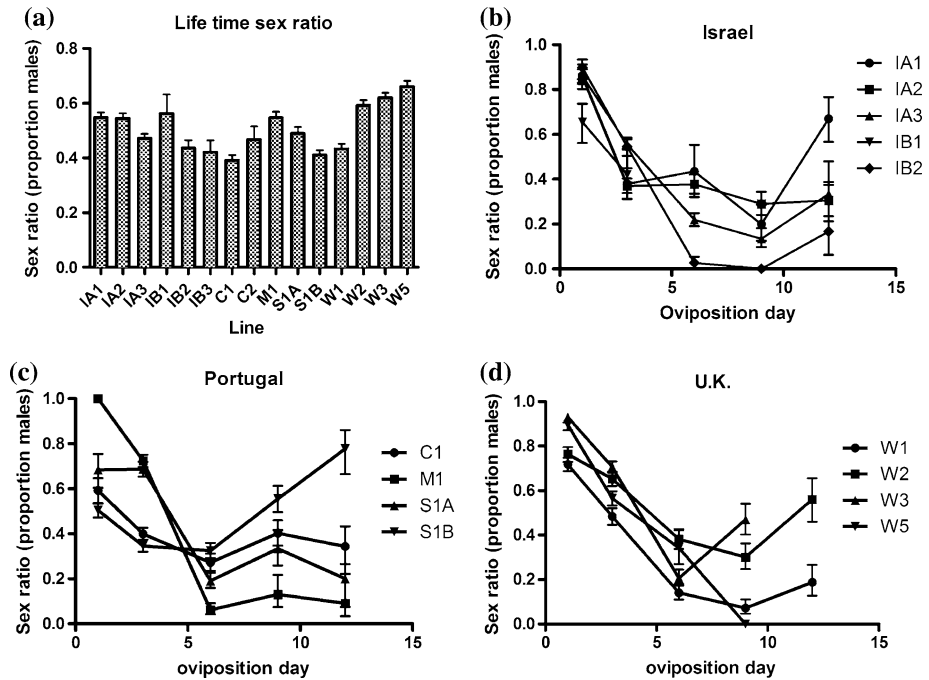 (a)
Life time sex ratio
Sex ratio (proportion males)
0.8
0.6
0.4
0.2
0.0
IA1 IA2 IA3 IB1 IB2 IB3 C1 C2 M1 S1A S1B W1 W2 W3 W5
Line
(b)
Israel
Sex ratio (proportion males)
1.0
0.8
0.6
0.4
0.2
0.0
0 5 10 15
Oviposition day
IA1
IA2
IA3
IB1
IB2
(c)
Portugal
Sex ratio (proportion males)
1.0
0.8
0.6
0.4
0.2
0.0
0 5 10 15
oviposition day
C1
M1
S1A
S1B
(d)
U.K.
Sex ratio (proportion males)
1.0
0.8
0.6
0.4
0.2
0.0
0 5 10 15
oviposition day
W1
W2
W3
W5